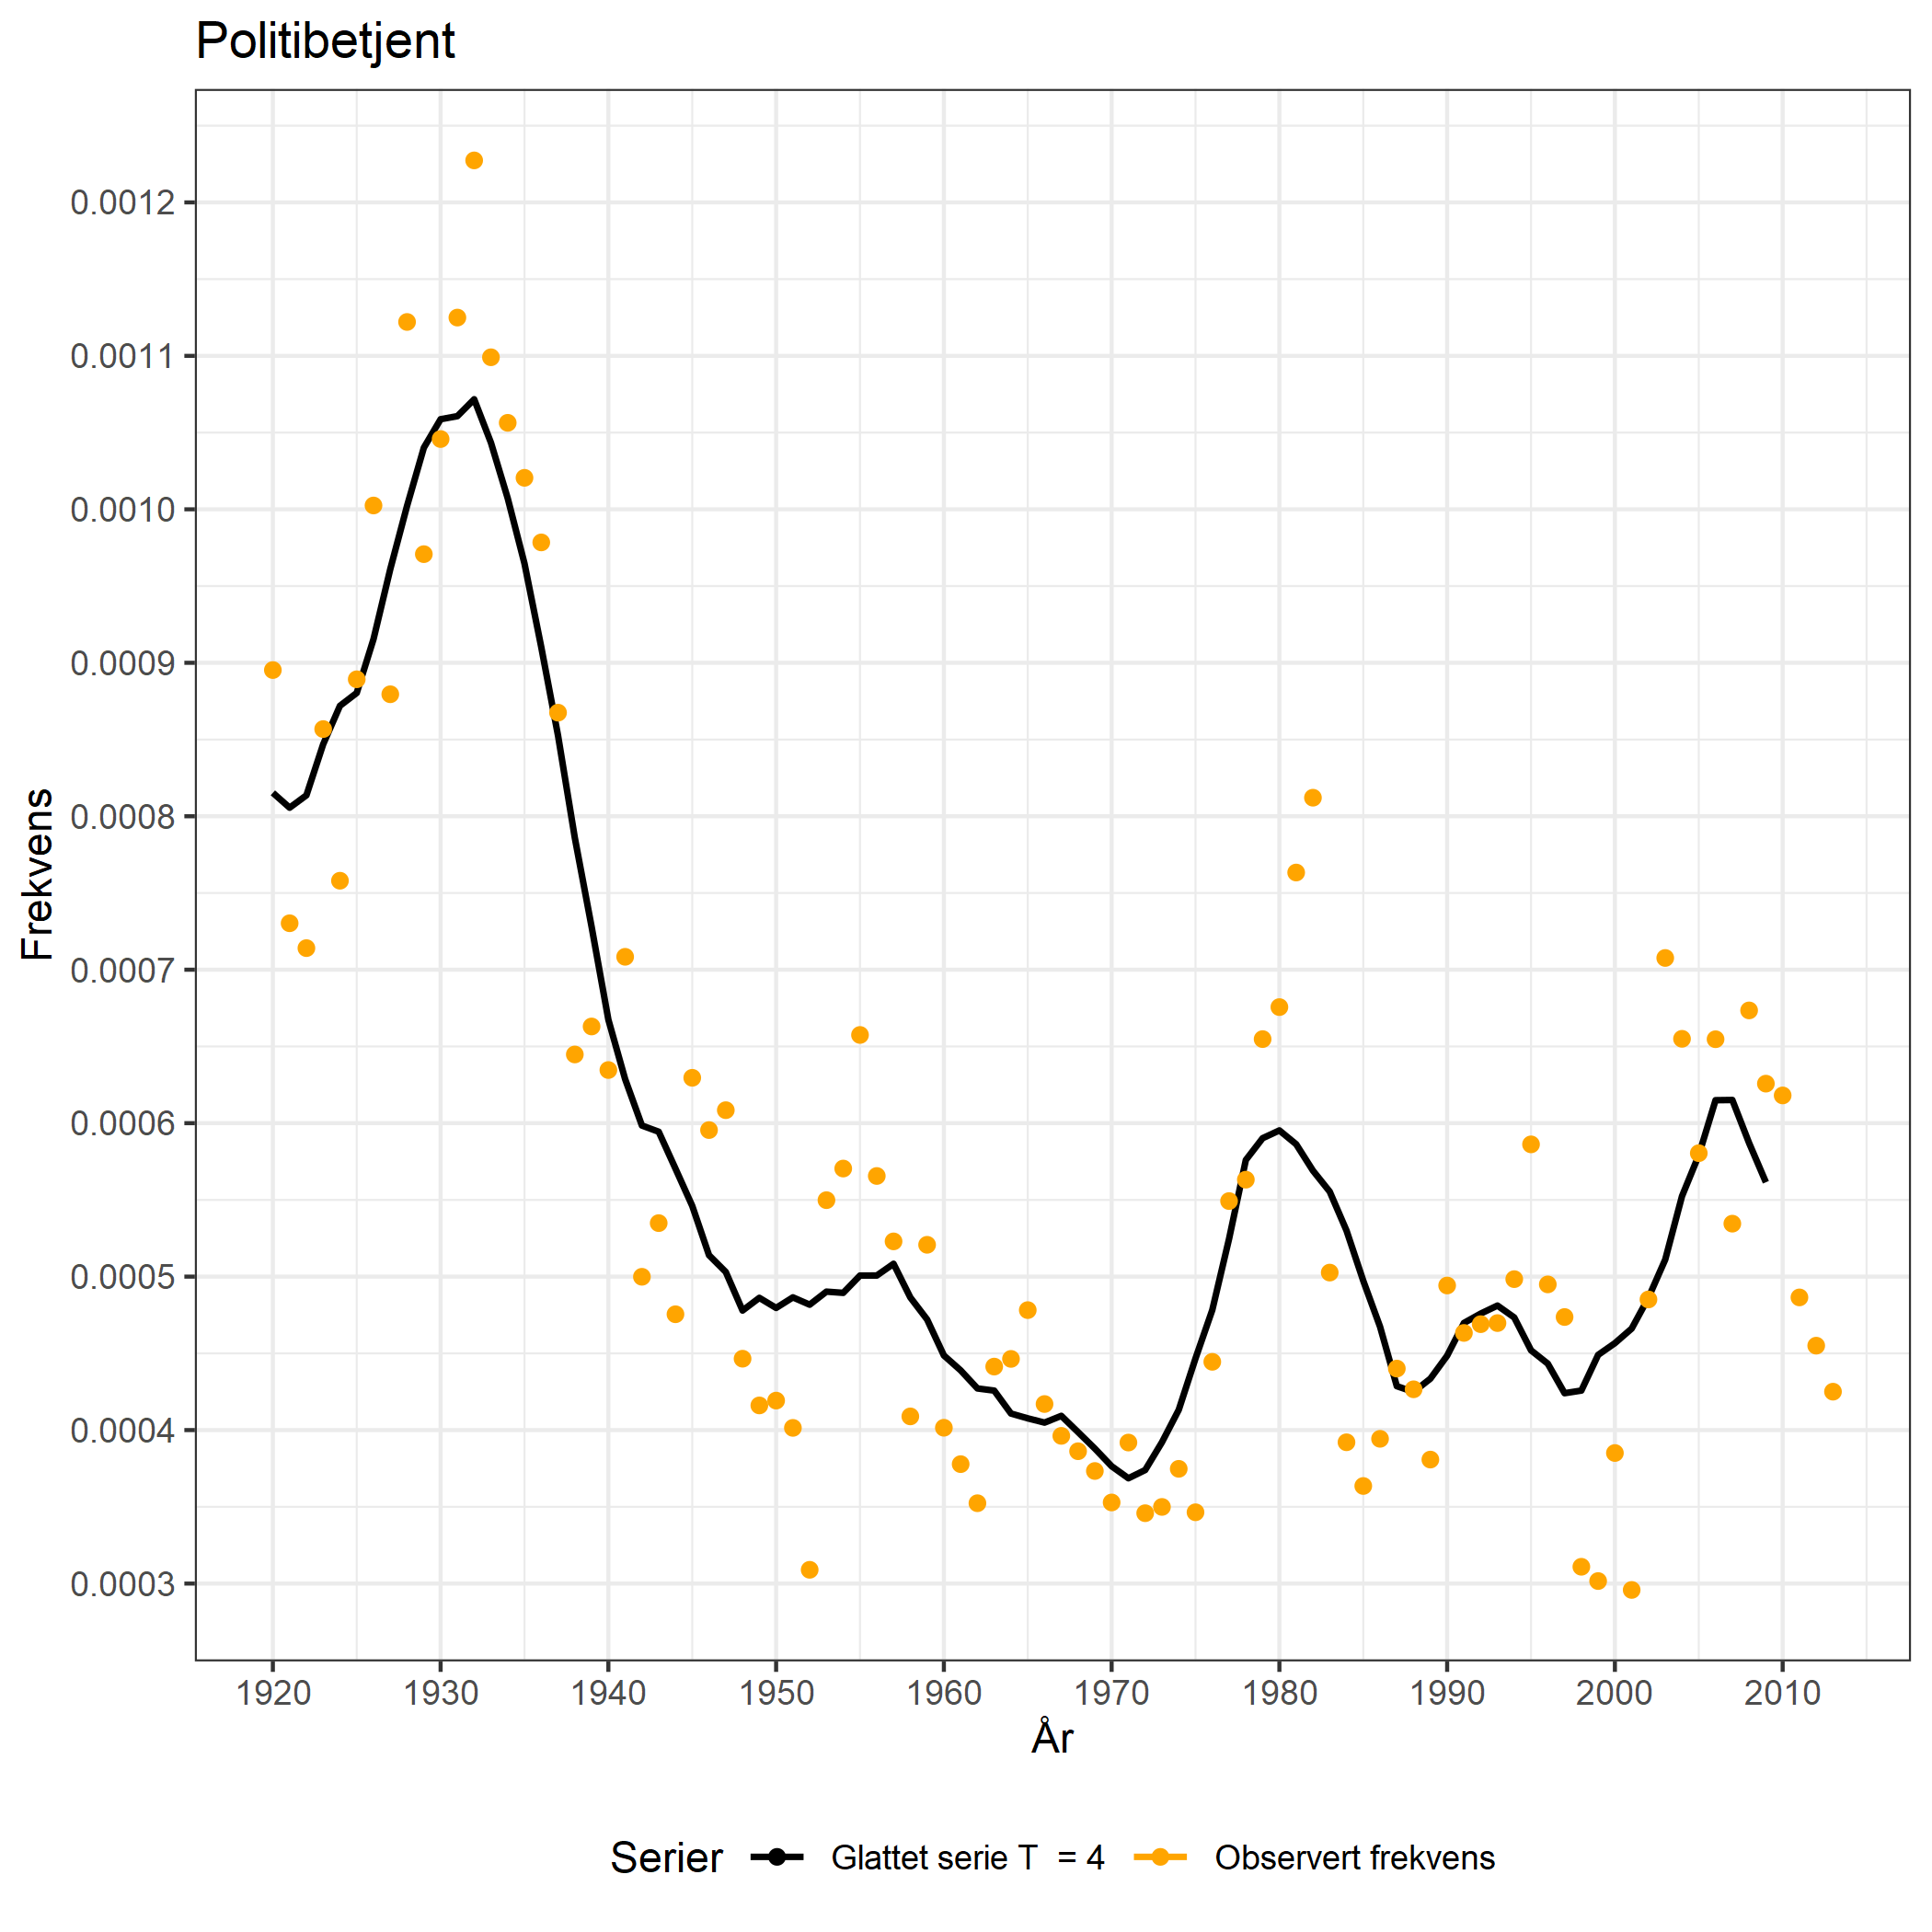 Politibetjent
Frekvens
0.0012
0.0011
0.0010
0.0009
0.0008
0.0007
0.0006
0.0005
0.0004
0.0003
1920 1930 1940 1950 1960 1970 1980 1990 2000 2010
År
Serier Glattet serie T = 4 Observert frekvens